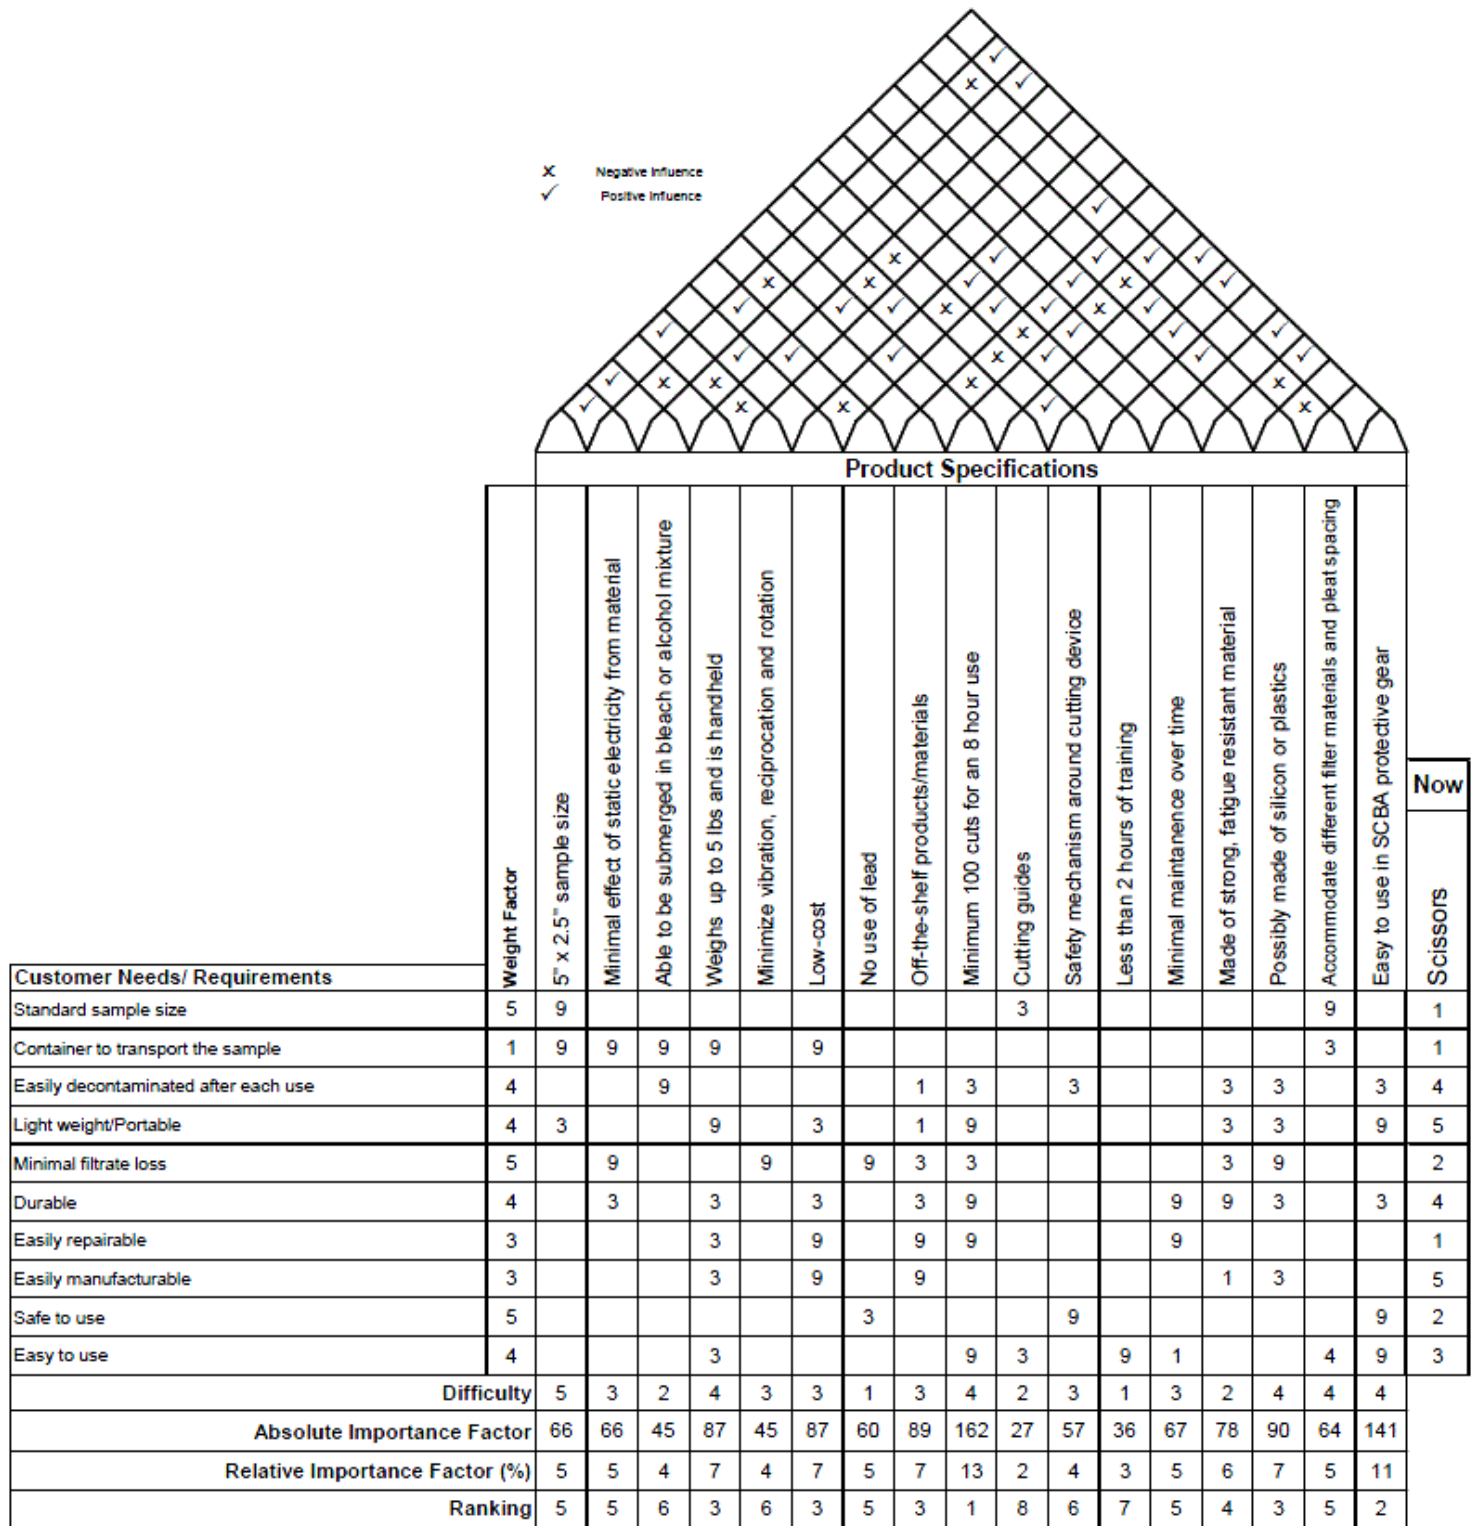 x Negative Influence
✓ Positive Influence
Product Specifications
Customer Needs/ Requirements
Weight Factor
5" x 2.5" sample size
Minimal effect of static electricity from material
Able to be submerged in bleach or alcohol mixture
Weighs up to 5 lbs and is handheld
Minimize vibration, reciprocation and rotation
Low-cost
No use of lead
Off-the-shelf products/materials
Minimum 100 cuts for an 8 hour use
Cutting guides
Safety mechanism around cutting device
Less than 2 hours of training
Minimal maintanence over time
Made of strong, fatigue resistant material
Possibly made of silicon or plastics
Accommodate different filter materials and pleat spacing
Easy to use in SCBA protective gear
Now
Scissors
Standard sample size 5 9 3 9 1
Container to transport the sample 1 9 9 9 9 9 3 1
Easily decontaminated after each use 4 9 1 3 3 3 3 3 4
Light weight/Portable 4 3 9 3 1 9 3 3 9 5
Minimal filtrate loss 5 9 9 9 3 3 3 9 2
Durable 4 3 3 3 3 9 9 9 3 3 4
Easily repairable 3 3 9 9 9 9 1
Easily manufacturable 3 3 9 9 1 3 5
Safe to use 5 3 9 9 2
Easy to use 4 3 9 3 9 1 4 9 3
Difficulty 5 3 2 4 3 3 1 3 4 2 3 1 3 2 4 4 4
Absolute Importance Factor 66 66 45 87 45 87 60 89 162 27 57 36 67 78 90 64 141
Relative Importance Factor (%) 5 5 4 7 4 7 5 7 13 2 4 3 5 6 7 5 11
Ranking 5 5 6 3 6 3 5 3 1 8 6 7 5 4 3 5 2